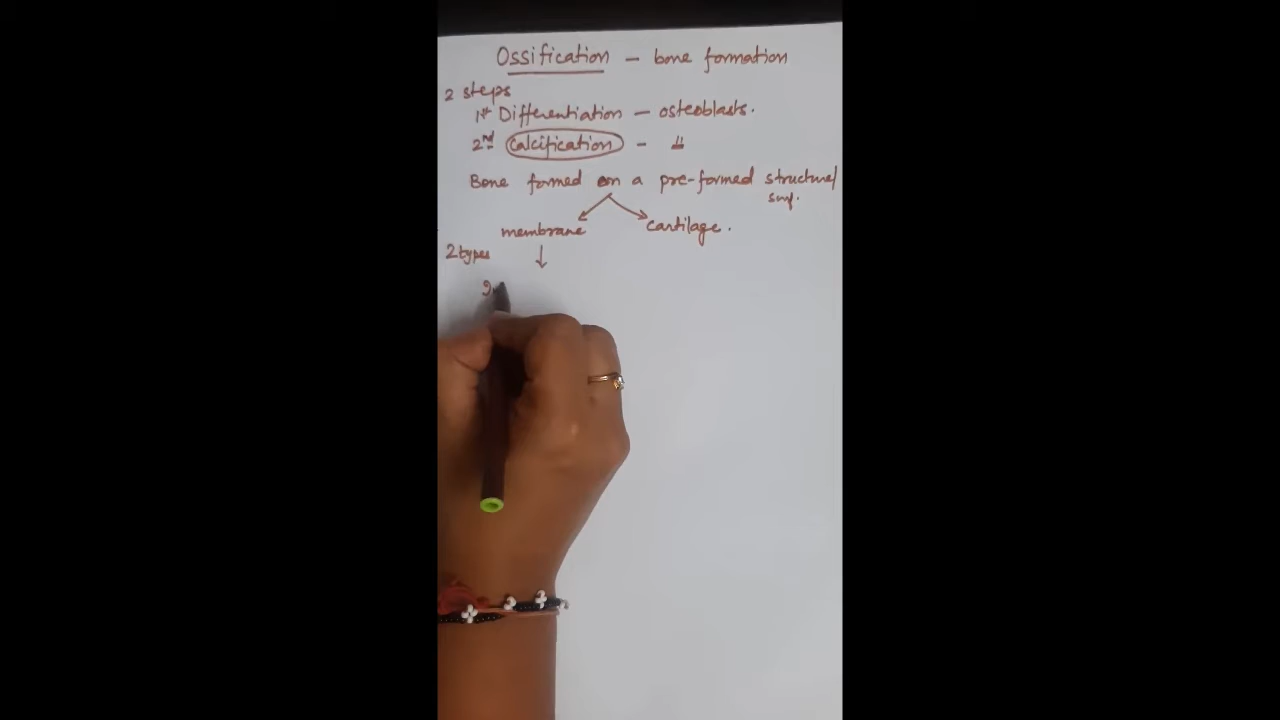 Ossification - bone formation
2 steps
1st Differentiation - osteoblasts.
2nd Calcification - "
Bone formed on a pre-formed structure/
surf.
membrane cartilage.
2 types